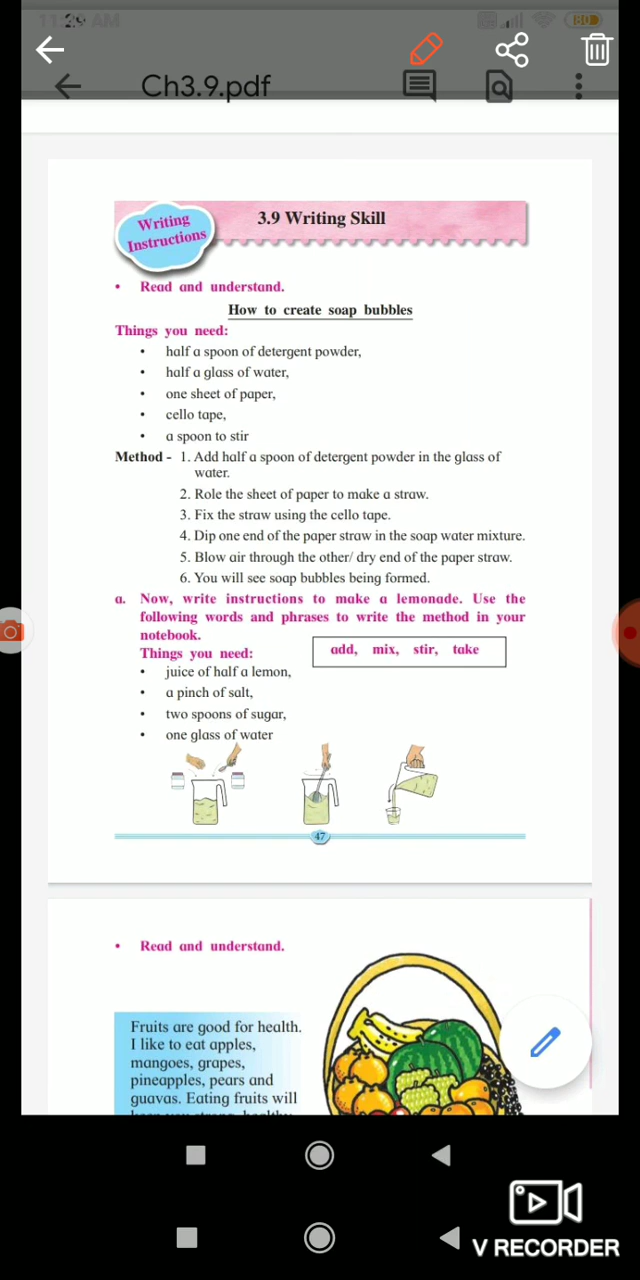 11:29 AM
80
Ch3.9.pdf
Writing
Instructions
3.9 Writing Skill
• Read and understand.
How to create soap bubbles
Things you need:
• half a spoon of detergent powder,
• half a glass of water,
• one sheet of paper,
• cello tape,
• a spoon to stir
Method - 1. Add half a spoon of detergent powder in the glass of
water.
2. Role the sheet of paper to make a straw.
3. Fix the straw using the cello tape.
4. Dip one end of the paper straw in the soap water mixture.
5. Blow air through the other/ dry end of the paper straw.
6. You will see soap bubbles being formed.
a. Now, write instructions to make a lemonade. Use the
following words and phrases to write the method in your
notebook.
Things you need:
add, mix, stir, take
• juice of half a lemon,
• a pinch of salt,
• two spoons of sugar,
• one glass of water
47
• Read and understand.
Fruits are good for health.
I like to eat apples,
mangoes, grapes,
pineapples, pears and
guavas. Eating fruits will
V RECORDER